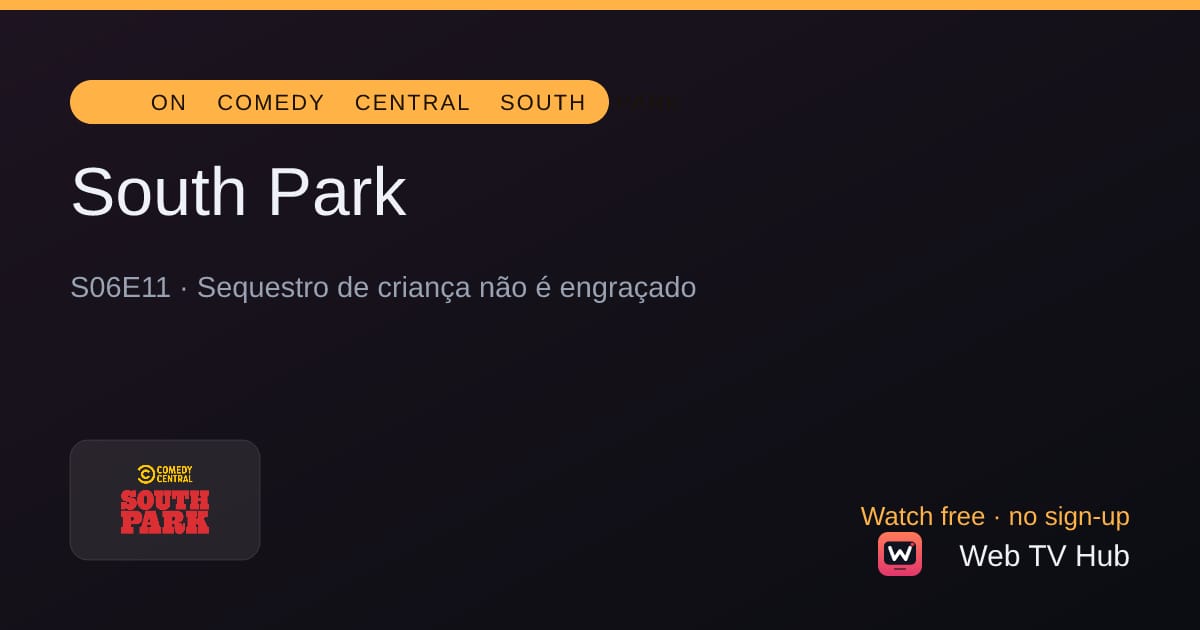 ON COMEDY CENTRAL SOUTH
South Park
S06E11 · Sequestro de criança não é engraçado
COMEDY
CENTRAL
SOUTH
PARK
Watch free · no sign-up
W
Web TV Hub